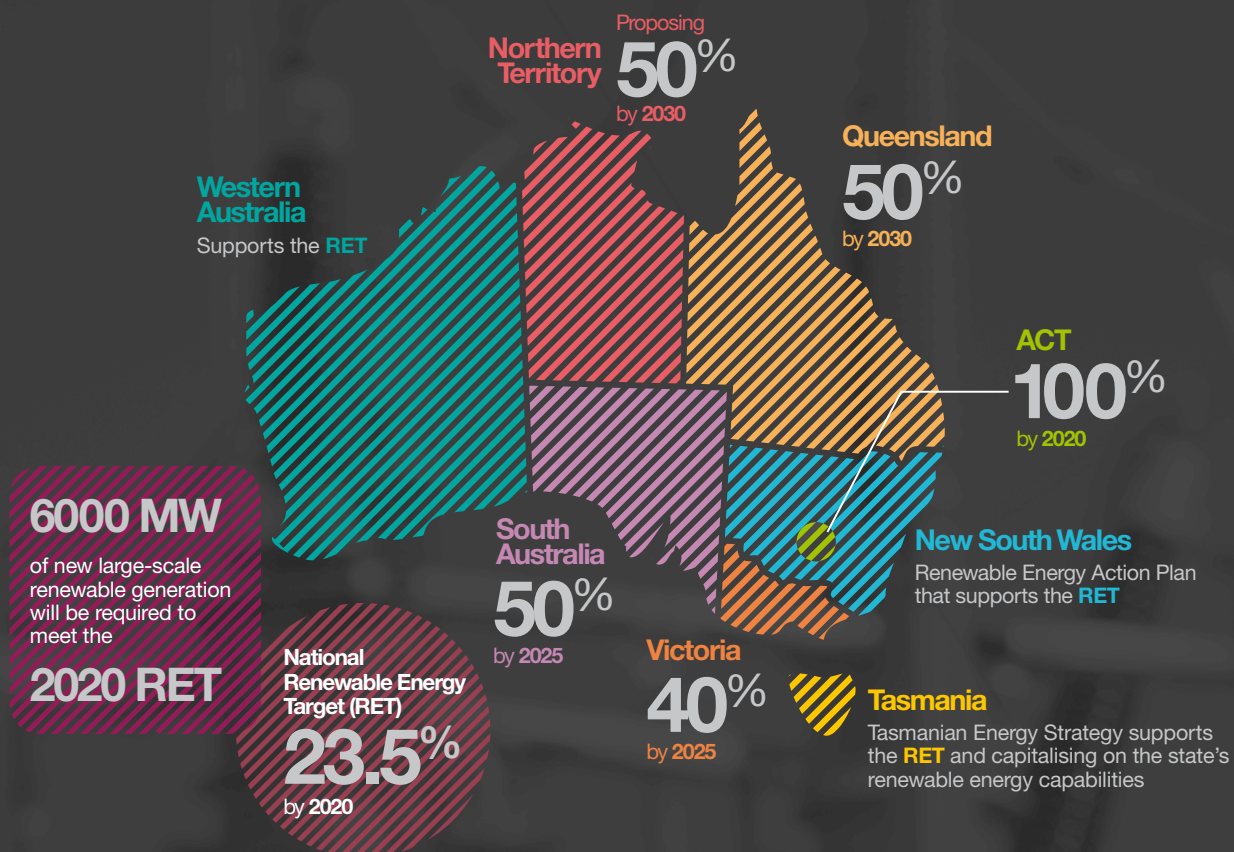 Proposing
Northern
Territory
50%
by 2030
Queensland
50%
by 2030
Western
Australia
Supports the RET
ACT
100%
by 2020
6000 MW
of new large-scale
renewable generation
will be required to
meet the
2020 RET
South
Australia
50%
by 2025
New South Wales
Renewable Energy Action Plan
that supports the RET
National
Renewable Energy
Target (RET)
23.5%
by 2020
Victoria
40%
by 2025
Tasmania
Tasmanian Energy Strategy supports
the RET and capitalising on the state's
renewable energy capabilities